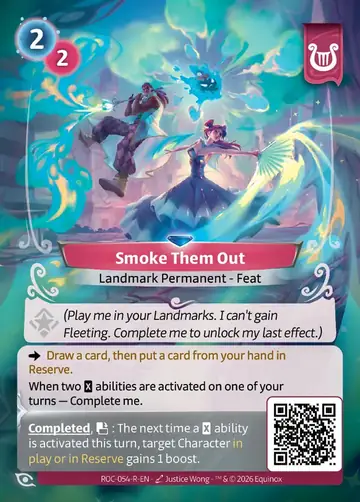 2
2
Smoke Them Out
Landmark Permanent - Feat
(Play me in your Landmarks. I can't gain
Fleeting. Complete me to unlock my last effect.)
Draw a card, then put a card from your hand in
Reserve.
When two X abilities are activated on one of your
turns — Complete me.
Completed, : The next time a X ability
is activated this turn, target Character in
play or in Reserve gains 1 boost.
ROC-054-R-EN - Justice Wong - ™ & © 2026 Equinox